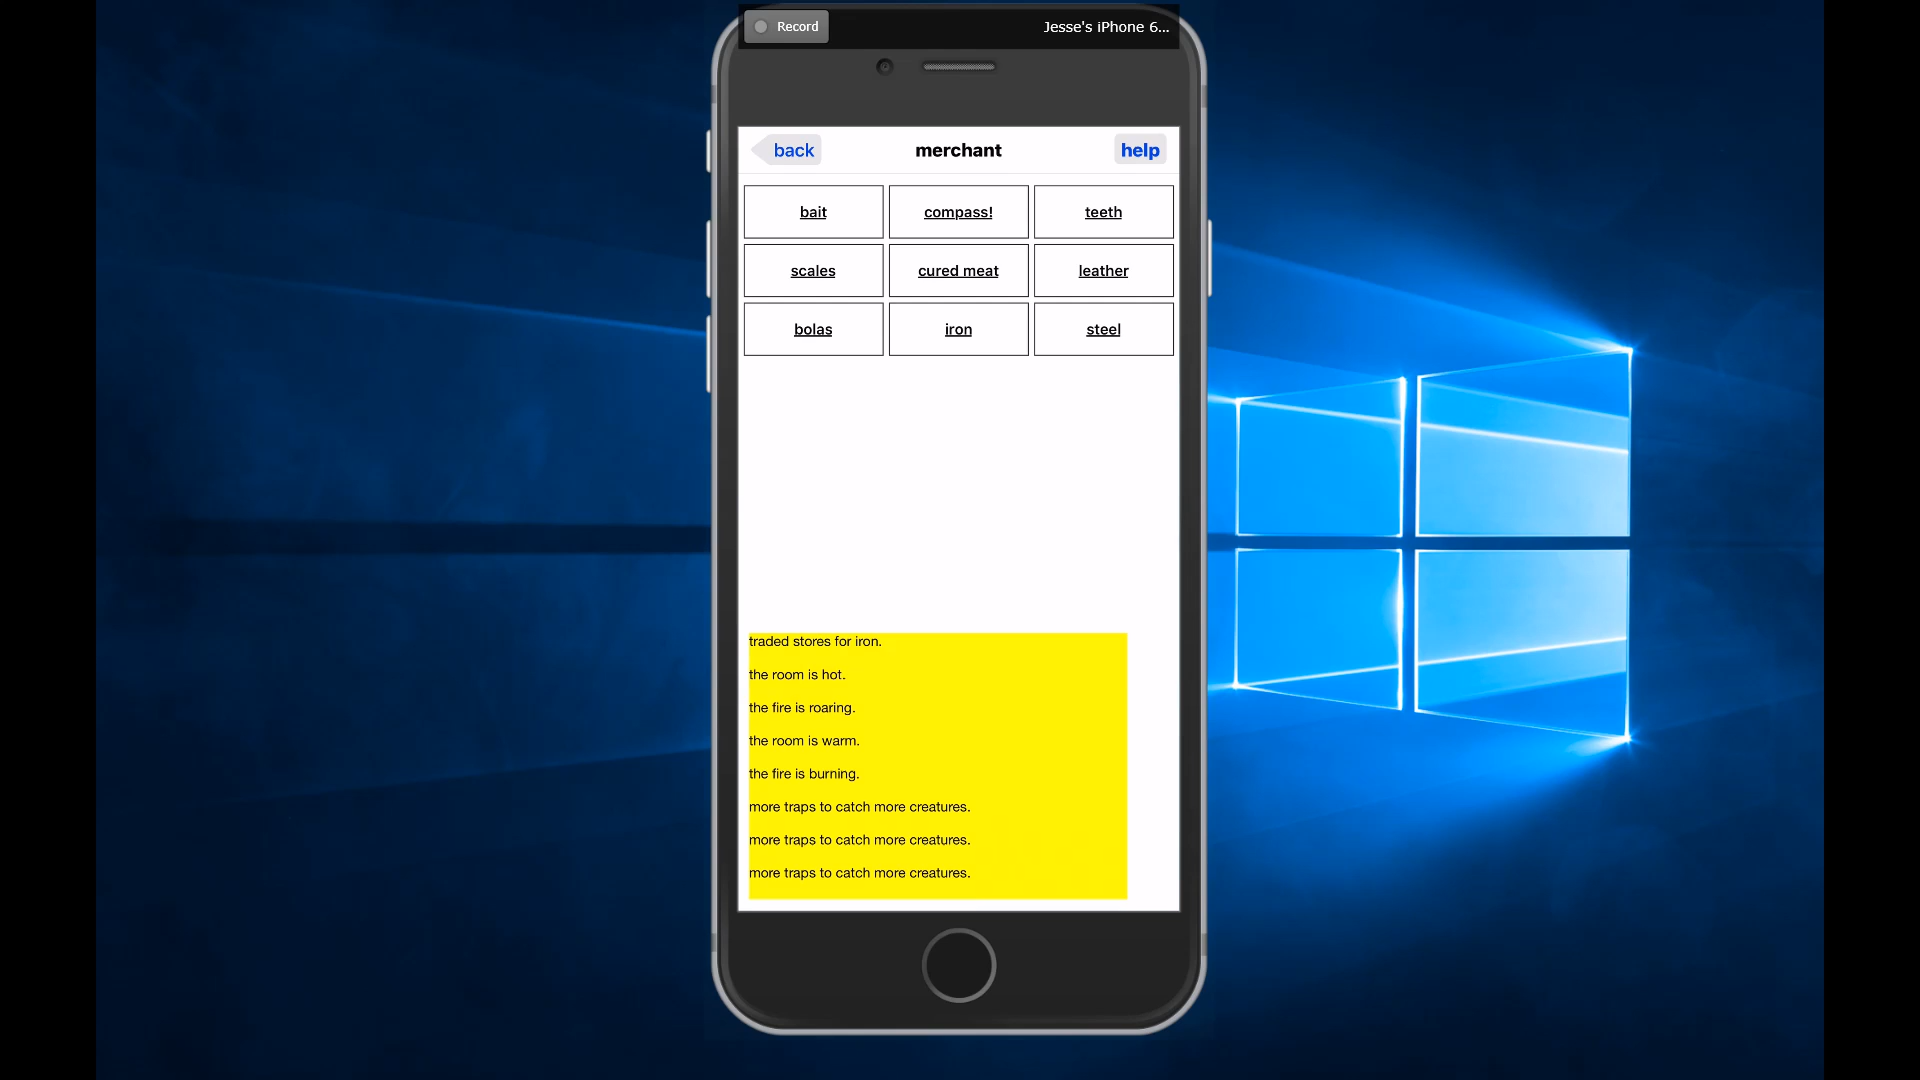 Record
Jesse's iPhone 6...
back
merchant
help
bait
compass!
teeth
scales
cured meat
leather
bolas
iron
steel
traded stores for iron.
the room is hot.
the fire is roaring.
the room is warm.
the fire is burning.
more traps to catch more creatures.
more traps to catch more creatures.
more traps to catch more creatures.